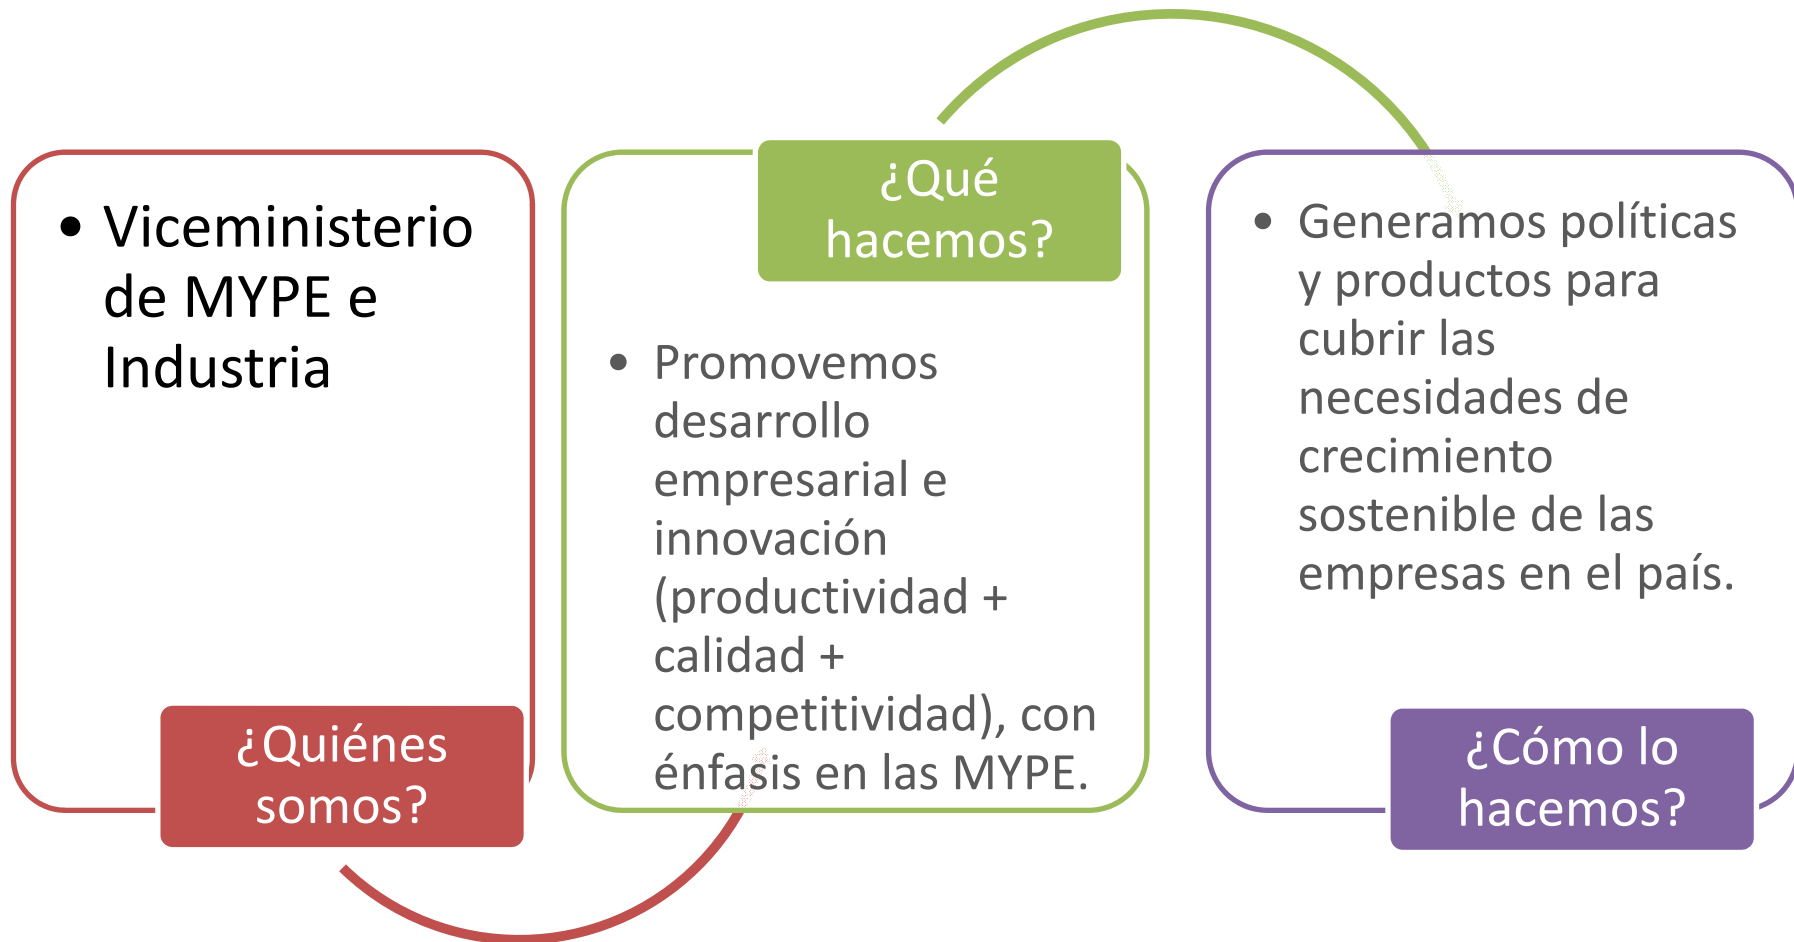 • Viceministerio
de MYPE e
Industria
¿Quiénes
somos?
¿Qué
hacemos?
• Promovemos
desarrollo
empresarial e
innovación
(productividad +
calidad +
competitividad), con
énfasis en las MYPE.
• Generamos políticas
y productos para
cubrir las
necesidades de
crecimiento
sostenible de las
empresas en el país.
¿Cómo lo
hacemos?